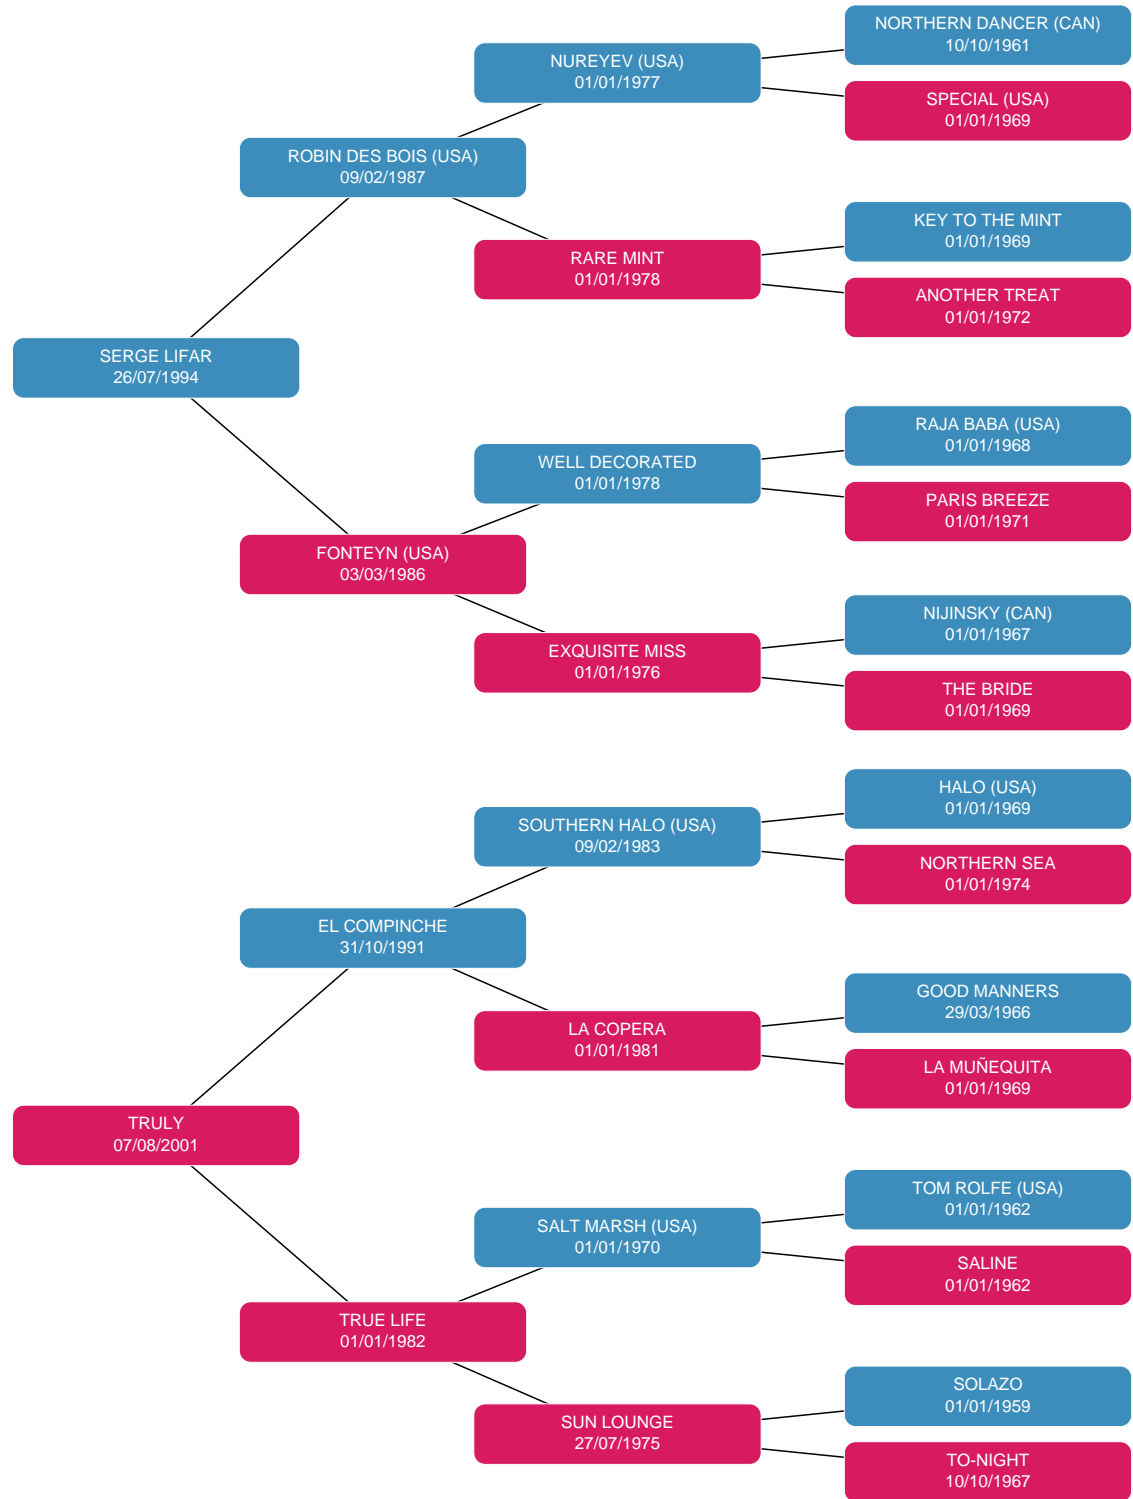 NORTHERN DANCER (CAN)
10/10/1961
NUREYEV (USA)
01/01/1977
SPECIAL (USA)
01/01/1969
ROBIN DES BOIS (USA)
09/02/1987
KEY TO THE MINT
01/01/1969
RARE MINT
01/01/1978
ANOTHER TREAT
01/01/1972
SERGE LIFAR
26/07/1994
RAJA BABA (USA)
01/01/1968
WELL DECORATED
01/01/1978
PARIS BREEZE
01/01/1971
FONTEYN (USA)
03/03/1986
NIJINSKY (CAN)
01/01/1967
EXQUISITE MISS
01/01/1976
THE BRIDE
01/01/1969
HALO (USA)
01/01/1969
SOUTHERN HALO (USA)
09/02/1983
NORTHERN SEA
01/01/1974
EL COMPINCHE
31/10/1991
GOOD MANNERS
29/03/1966
LA COPERA
01/01/1981
LA MUÑEQUITA
01/01/1969
TRULY
07/08/2001
TOM ROLFE (USA)
01/01/1962
SALT MARSH (USA)
01/01/1970
SALINE
01/01/1962
TRUE LIFE
01/01/1982
SOLAZO
01/01/1959
SUN LOUNGE
27/07/1975
TO-NIGHT
10/10/1967